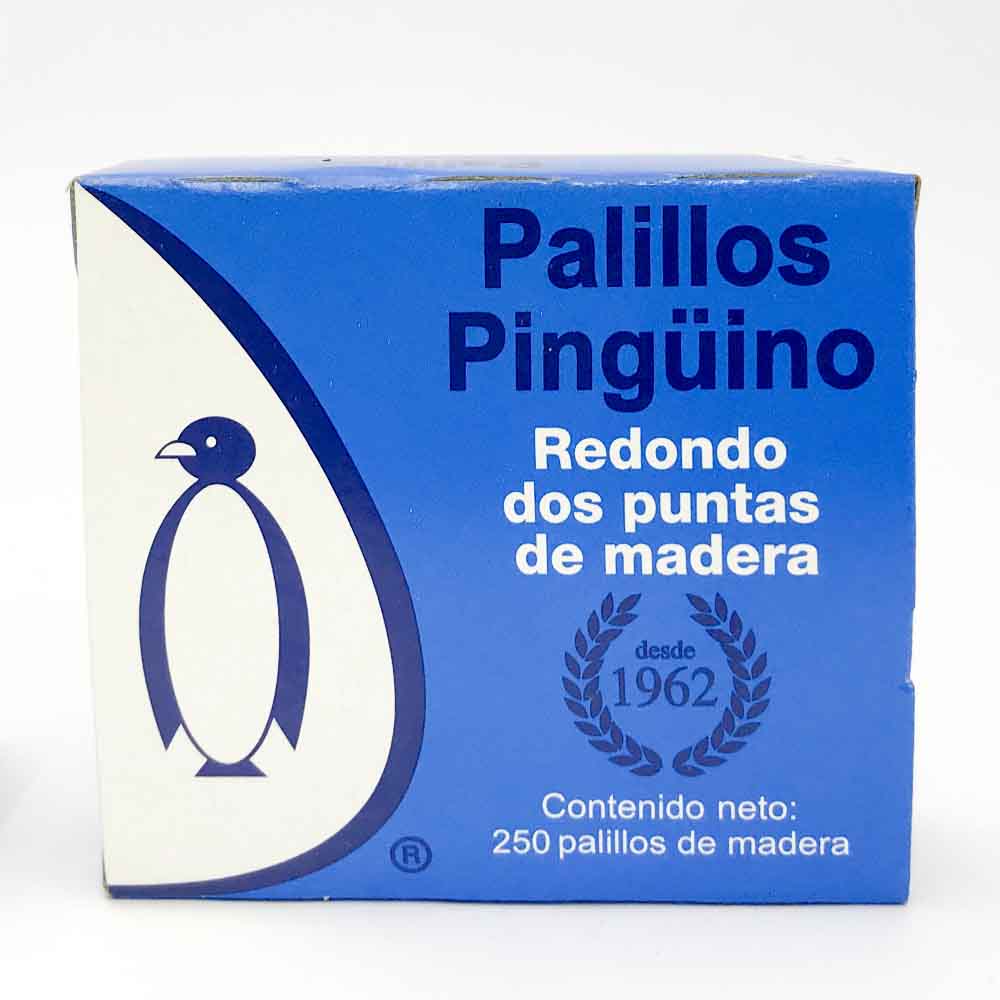 Palillos
Pingüino
Redondo
dos puntas
de madera
desde
1962
Contenido neto:
250 palillos de madera
®